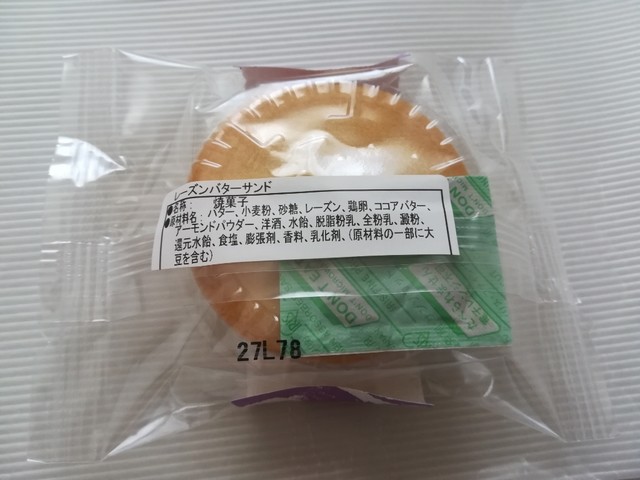 レーズンバターサンド
●名称： 焼菓子
●原材料名：バター、小麦粉、砂糖、レーズン、鶏卵、ココアバター、
アーモンドパウダー、洋酒、水飴、脱脂粉乳、全粉乳、澱粉、
還元水飴、食塩、膨張剤、香料、乳化剤、(原材料の一部に大
豆を含む)
DON'T EA
27L78